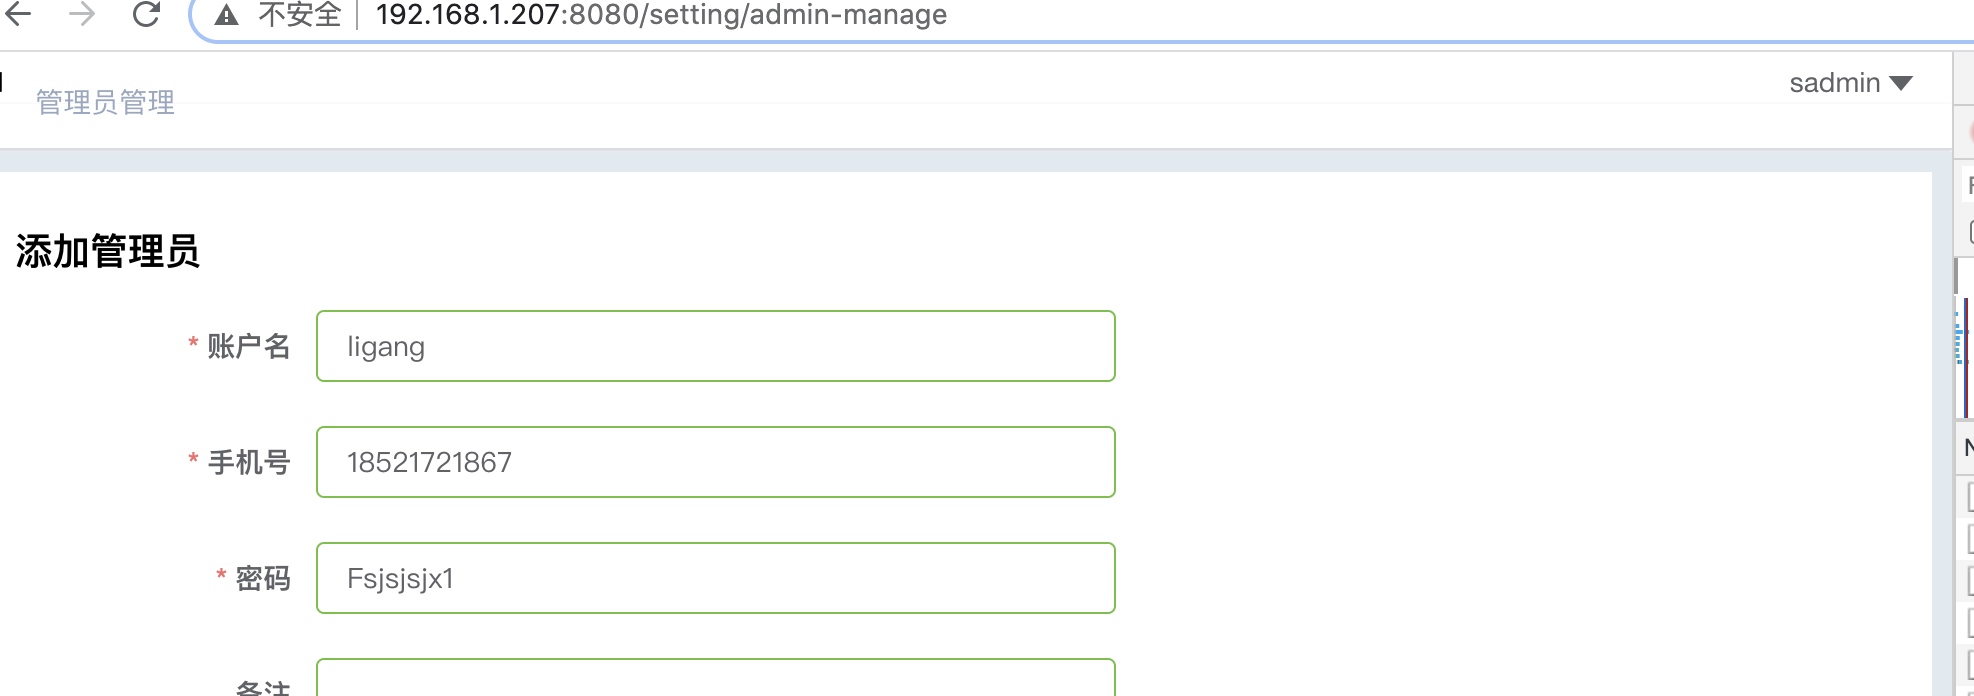 不安全 | 192.168.1.207:8080/setting/admin-manage
管理员管理
sadmin
添加管理员
* 账户名 ligang
* 手机号 18521721867
* 密码 Fsjsjsjx1
备注